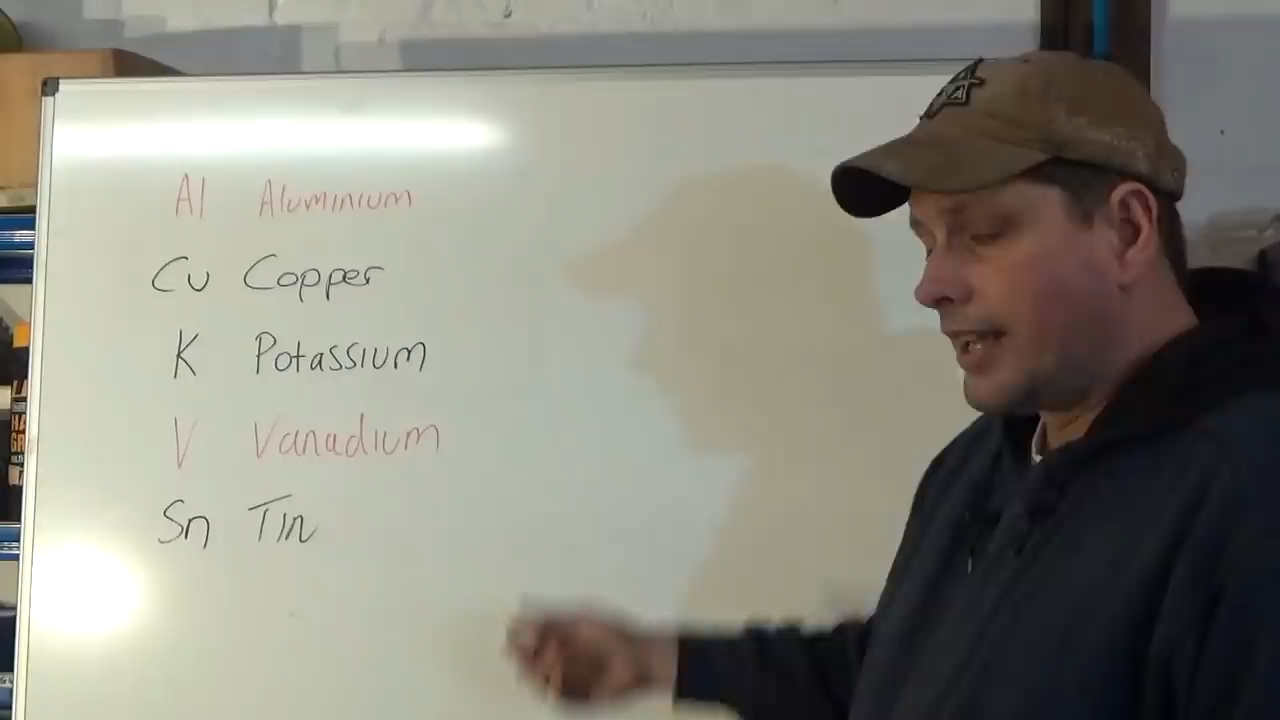 Al Aluminium
Cu Copper
K Potassium
V Vanadium
Sn Tin